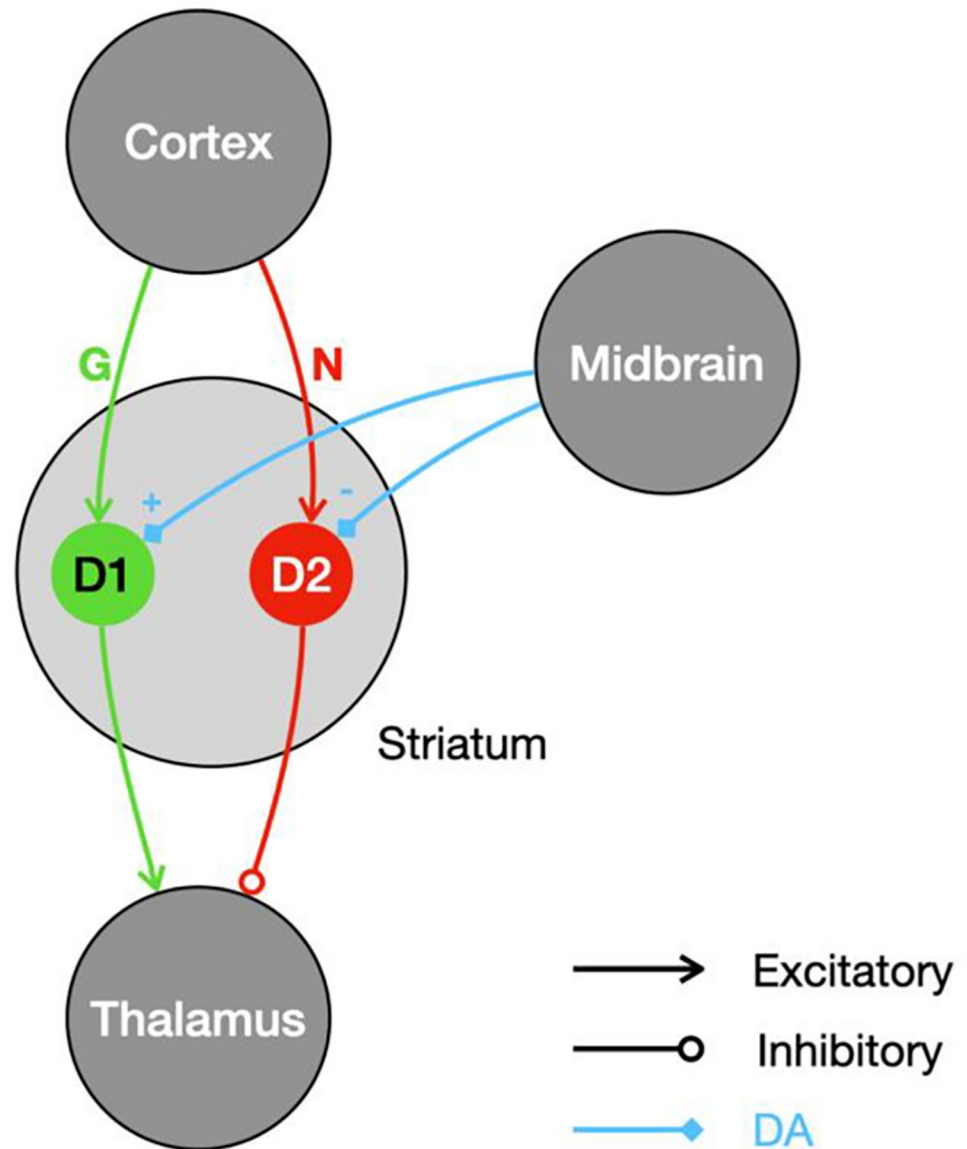 Cortex
G
N
Midbrain
+
-
D1
D2
Striatum
Thalamus
Excitatory
Inhibitory
DA